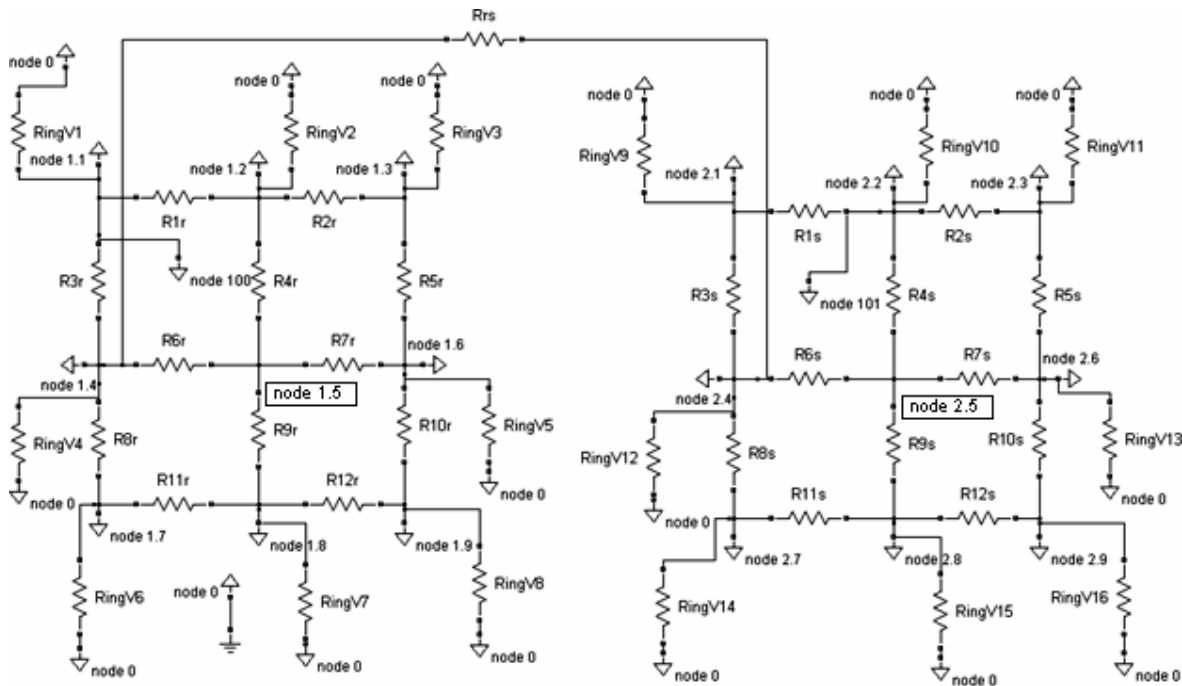 Rrs
node 0
node 0
node 0
node 0
node 0
node 0
RingV1
RingV2
RingV3
RingV9
RingV10
RingV11
node 1.1
node 1.2
node 1.3
node 2.1
node 2.2
node 2.3
R1r
R2r
R1s
R2s
R3r
node 100
R4r
R5r
R3s
node 101
R4s
R5s
R6r
R7r
node 1.6
R6s
R7s
node 2.6
node 1.4
node 1.5
node 2.4
node 2.5
RingV4
R8r
R9r
R10r
RingV5
RingV12
R8s
R9s
R10s
RingV13
R11r
R12r
R11s
R12s
node 0
node 0
node 0
node 0
node 1.7
node 1.8
node 1.9
node 2.7
node 2.8
node 2.9
RingV6
node 0
RingV7
RingV8
RingV14
RingV15
RingV16
node 0
node 0
node 0
node 0
node 0
node 0